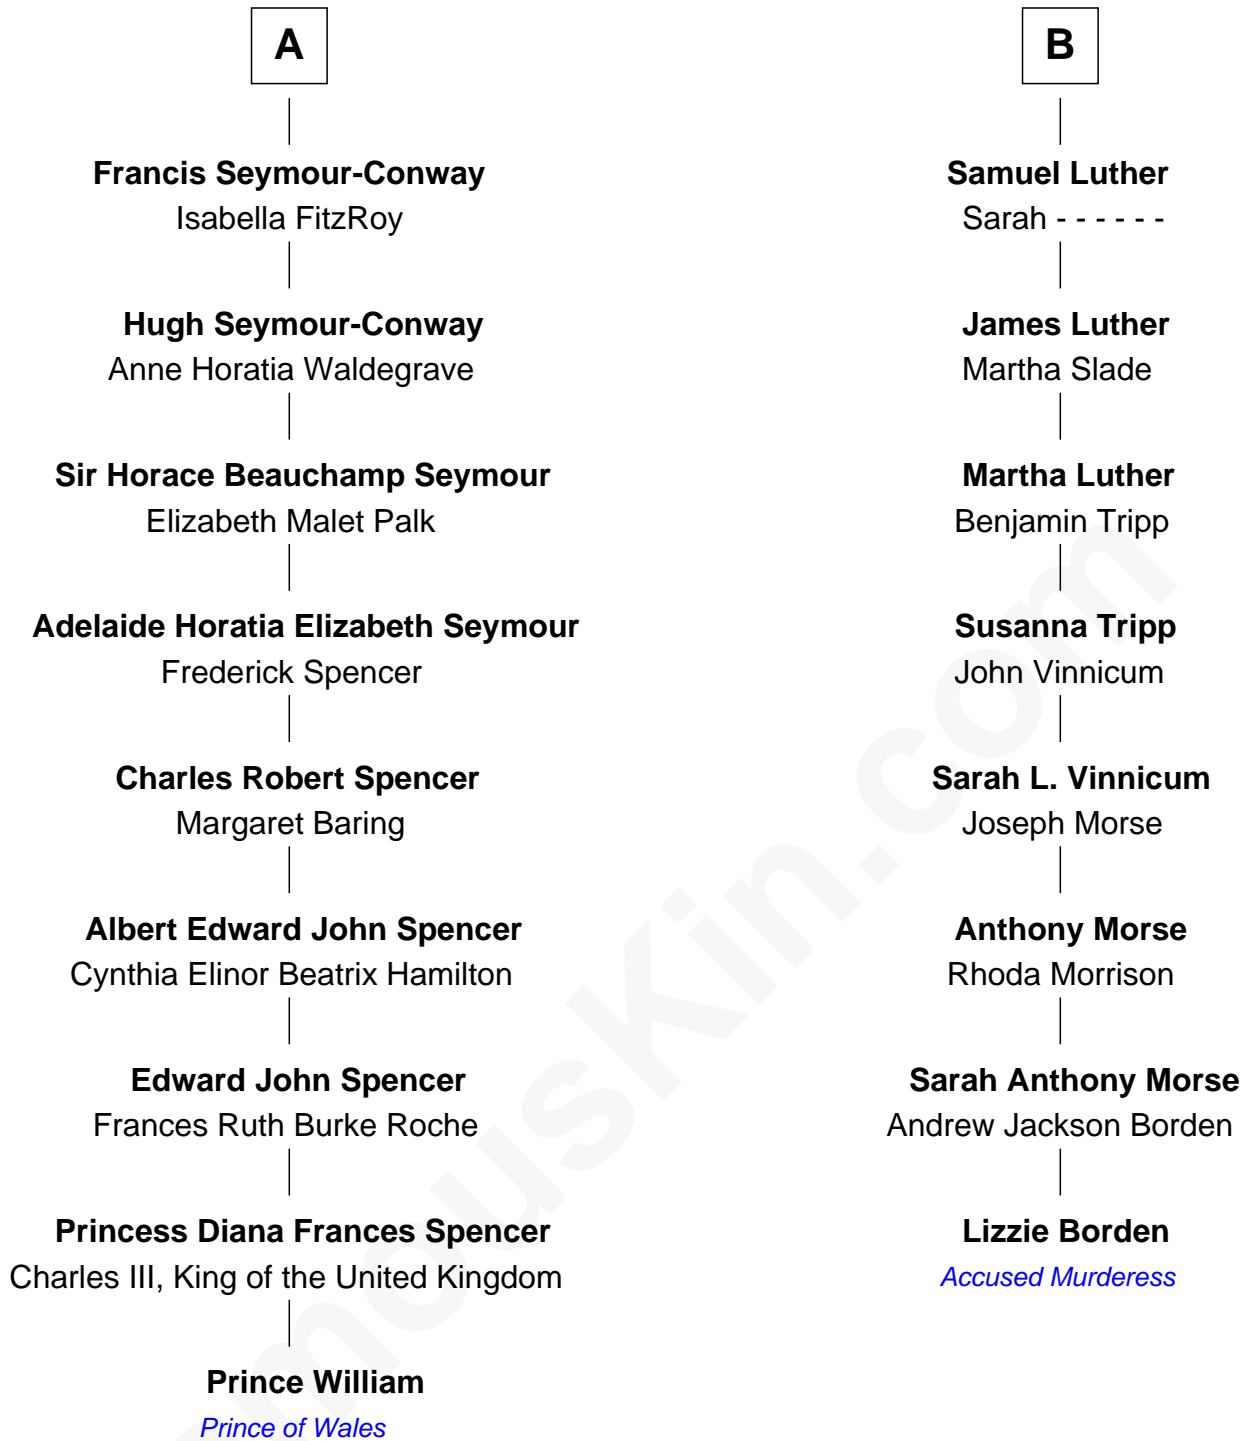 A
Francis Seymour-Conway
Isabella FitzRoy
Hugh Seymour-Conway
Anne Horatia Waldegrave
Sir Horace Beauchamp Seymour
Elizabeth Malet Palk
Adelaide Horatia Elizabeth Seymour
Frederick Spencer
Charles Robert Spencer
Margaret Baring
Albert Edward John Spencer
Cynthia Elinor Beatrix Hamilton
Edward John Spencer
Frances Ruth Burke Roche
Princess Diana Frances Spencer
Charles III, King of the United Kingdom
Prince William
Prince of Wales
B
Samuel Luther
Sarah - - - - - -
James Luther
Martha Slade
Martha Luther
Benjamin Tripp
Susanna Tripp
John Vinnicum
Sarah L. Vinnicum
Joseph Morse
Anthony Morse
Rhoda Morrison
Sarah Anthony Morse
Andrew Jackson Borden
Lizzie Borden
Accused Murderess
mousKin.com